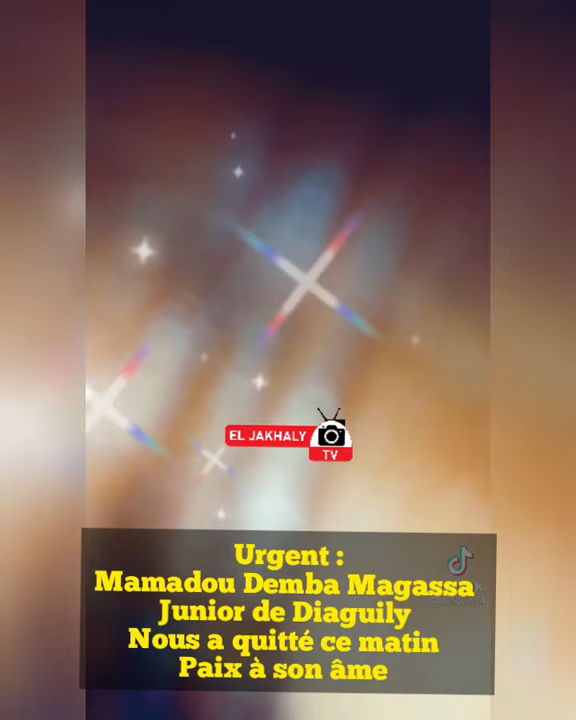 EL JAKHALY
TV
Urgent :
Mamadou Demba Magassa
Junior de Diaguily
Nous a quitté ce matin
Paix à son âme